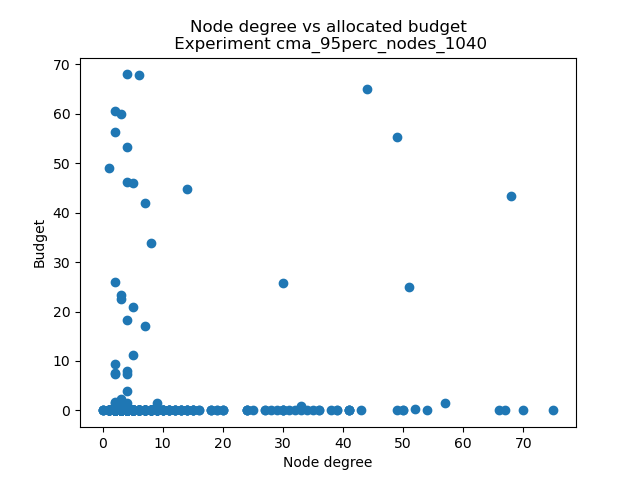 Node degree vs allocated budget
Experiment cma_95perc_nodes_1040
70
60
50
40
30
20
10
0
Budget
0 10 20 30 40 50 60 70
Node degree